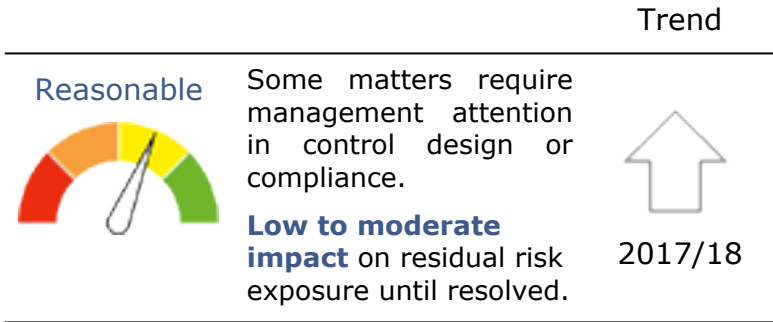 Trend
Reasonable
Some matters require
management attention
in control design or
compliance.
Low to moderate
impact on residual risk
exposure until resolved.
2017/18